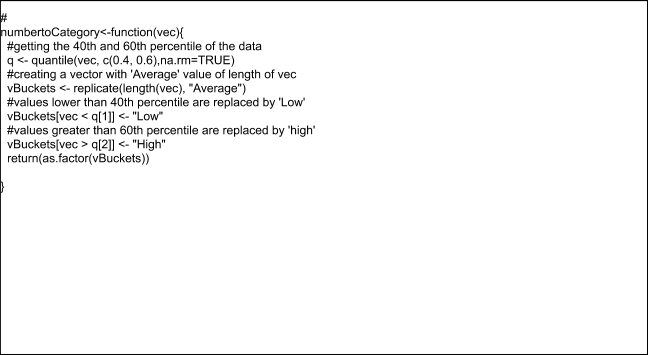 #
numbertoCategory<-function(vec){
#getting the 40th and 60th percentile of the data
q <- quantile(vec, c(0.4, 0.6),na.rm=TRUE)
#creating a vector with 'Average' value of length of vec
vBuckets <- replicate(length(vec), "Average")
#values lower than 40th percentile are replaced by 'Low'
vBuckets[vec < q[1]] <- "Low"
#values greater than 60th percentile are replaced by 'high'
vBuckets[vec > q[2]] <- "High"
return(as.factor(vBuckets))
}